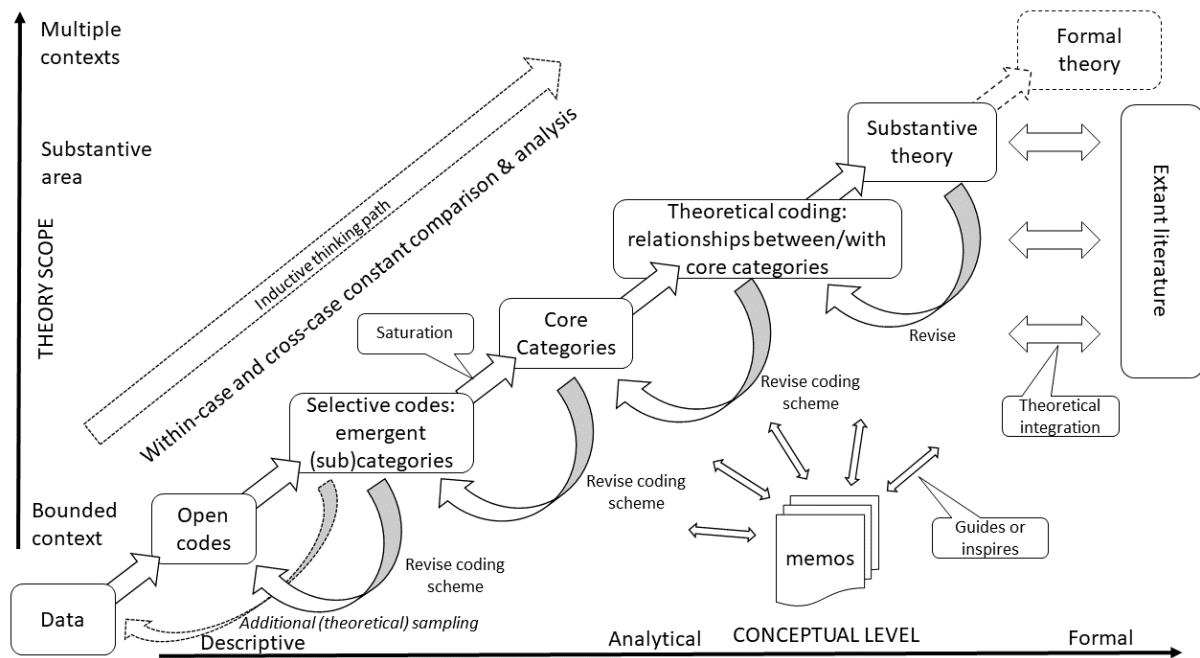 Multiple
contexts
Formal
theory
Substantive
area
Substantive
theory
Extant literature
THEORY SCOPE
Inductive thinking path
Within-case and cross-case constant comparison & analysis
Theoretical coding:
relationships between/with
core categories
Saturation
Core
Categories
Revise
Revise coding
scheme
Theoretical
integration
Selective codes:
emergent
(sub)categories
Revise coding
scheme
Bounded
context
Open
codes
Guides or
inspires
memos
Revise coding
scheme
Data
Additional (theoretical) sampling
Descriptive
Analytical
CONCEPTUAL LEVEL
Formal